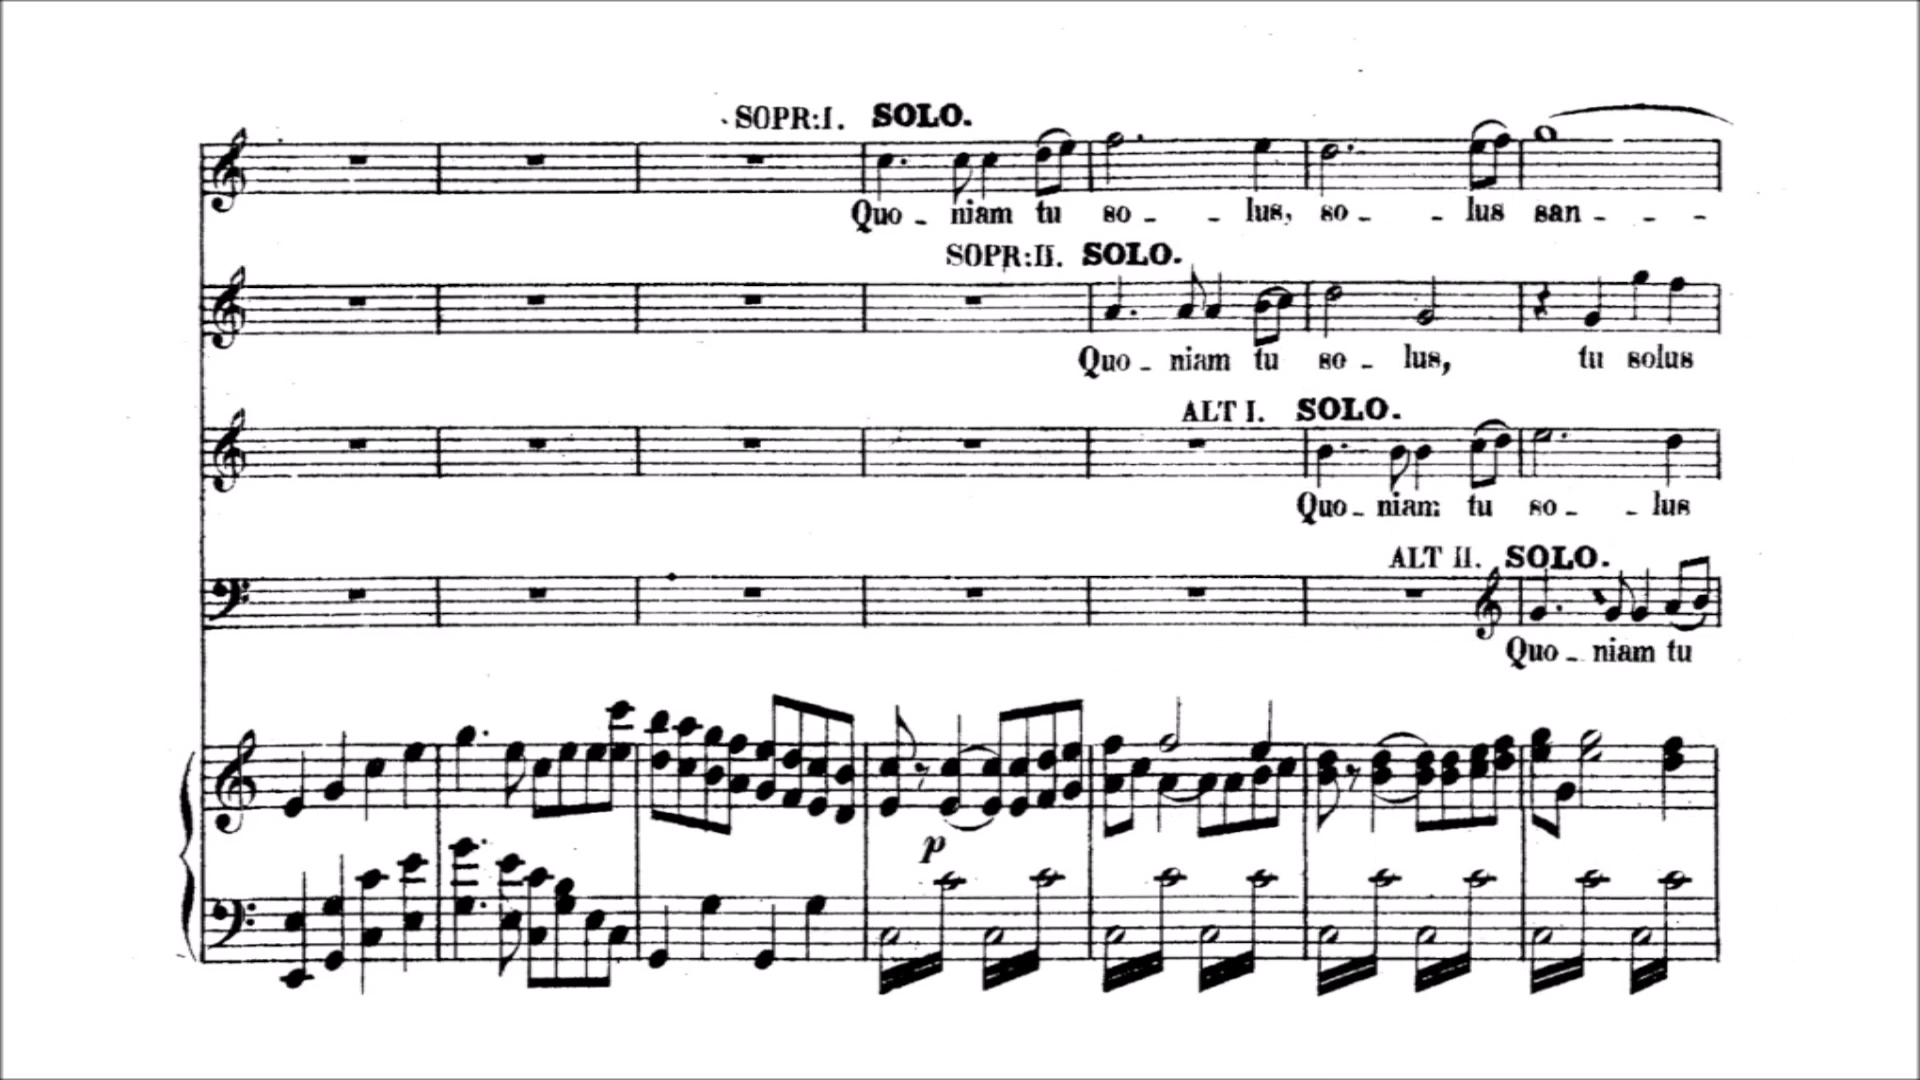 SOPR:I. SOLO.
Quo - niam tu so - - lus, so - - lus san - - -
SOPR:II. SOLO.
Quo - niam tu so - lus, tu solus
ALT I. SOLO.
Quo - niam tu so - - lus
ALT II. SOLO.
Quo - niam tu
p